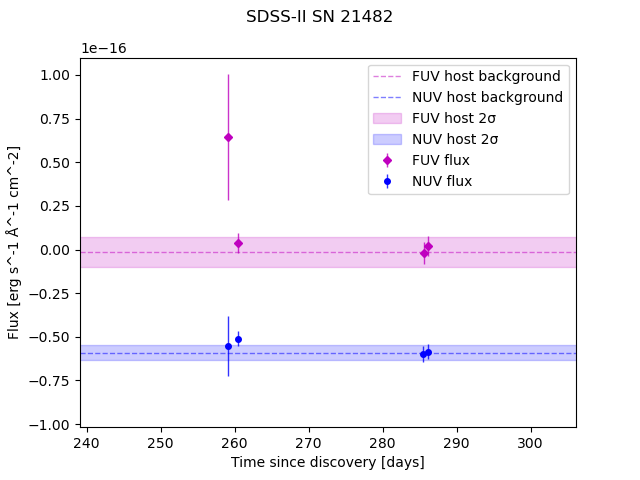 SDSS-II SN 21482
1e−16
FUV host background
NUV host background
FUV host 2σ
NUV host 2σ
FUV flux
NUV flux
1.00
0.75
0.50
0.25
0.00
−0.25
−0.50
−0.75
−1.00
Flux [erg s^-1 Å^-1 cm^-2]
240 250 260 270 280 290 300
Time since discovery [days]